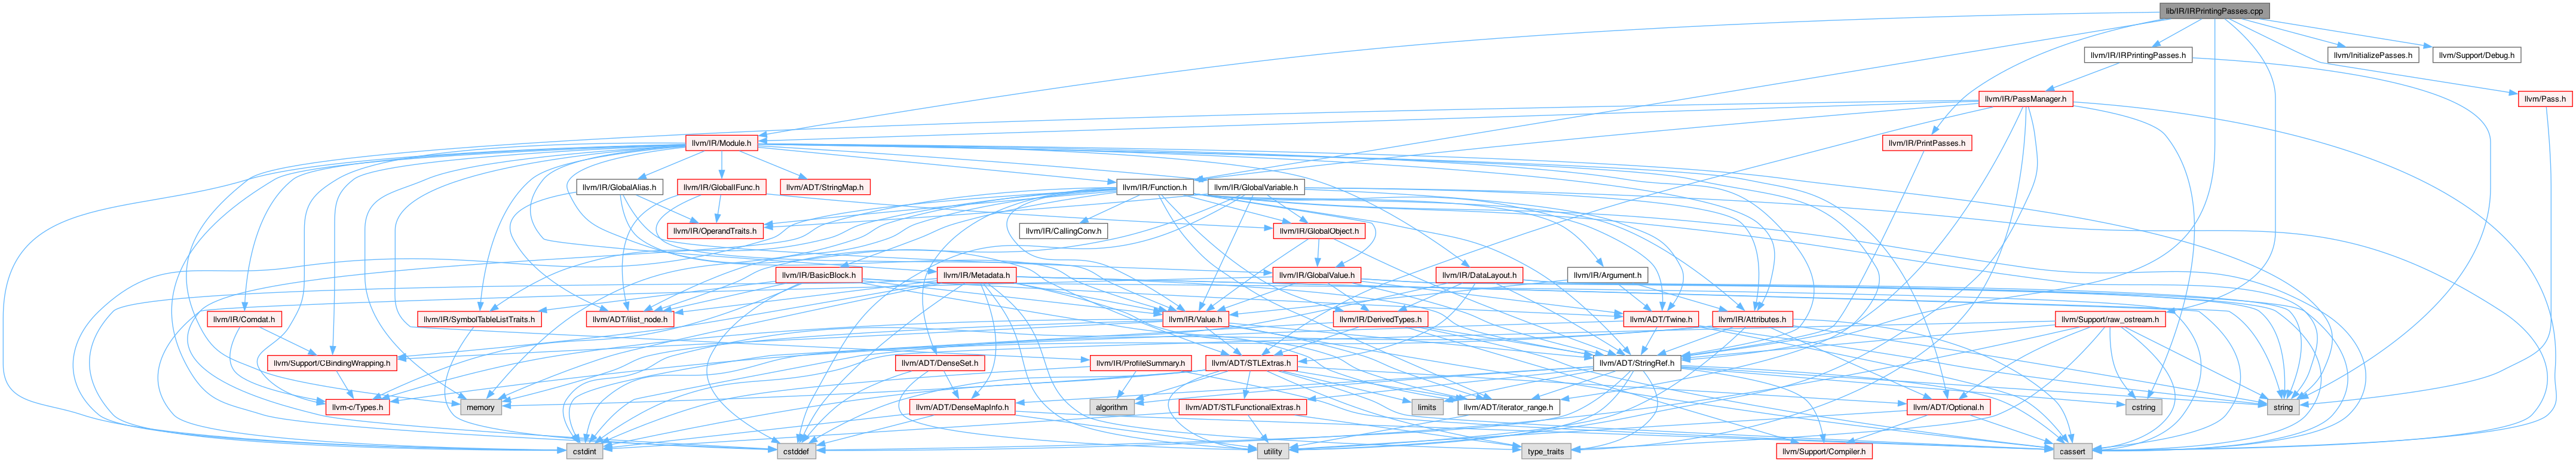 lib/IR/IRPrintingPasses.cpp
llvm/IR/IRPrintingPasses.h
llvm/InitializePasses.h
llvm/Support/Debug.h
llvm/IR/PassManager.h
llvm/Pass.h
llvm/IR/Module.h
llvm/IR/PrintPasses.h
llvm/IR/GlobalAlias.h
llvm/IR/GlobalIFunc.h
llvm/ADT/StringMap.h
llvm/IR/Function.h
llvm/IR/GlobalVariable.h
llvm/IR/OperandTraits.h
llvm/IR/CallingConv.h
llvm/IR/GlobalObject.h
llvm/IR/BasicBlock.h
llvm/IR/Metadata.h
llvm/IR/GlobalValue.h
llvm/IR/DataLayout.h
llvm/IR/Argument.h
llvm/IR/Comdat.h
llvm/IR/SymbolTableListTraits.h
llvm/ADT/ilist_node.h
llvm/IR/Value.h
llvm/IR/DerivedTypes.h
llvm/ADT/Twine.h
llvm/IR/Attributes.h
llvm/Support/raw_ostream.h
llvm/Support/CBindingWrapping.h
llvm/ADT/DenseSet.h
llvm/IR/ProfileSummary.h
llvm/ADT/STLExtras.h
llvm/ADT/StringRef.h
llvm-c/Types.h
memory
llvm/ADT/DenseMapInfo.h
algorithm
llvm/ADT/STLFunctionalExtras.h
limits
llvm/ADT/iterator_range.h
llvm/ADT/Optional.h
cstring
string
cstdint
cstddef
utility
type_traits
llvm/Support/Compiler.h
cassert